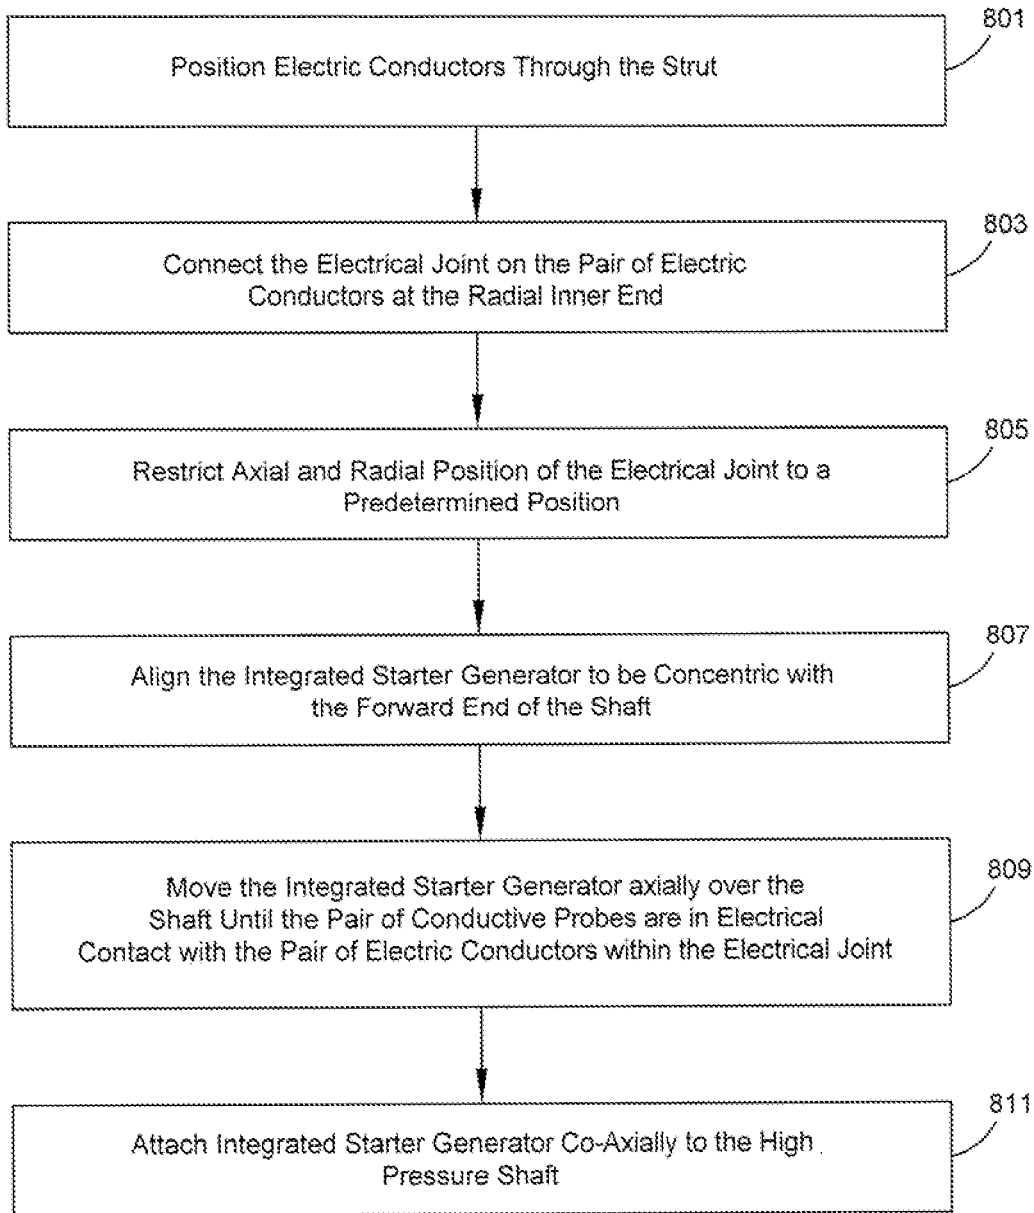 801
Position Electric Conductors Through the Strut
803
Connect the Electrical Joint on the Pair of Electric
Conductors at the Radial Inner End
805
Restrict Axial and Radial Position of the Electrical Joint to a
Predetermined Position
807
Align the Integrated Starter Generator to be Concentric with
the Forward End of the Shaft
809
Move the Integrated Starter Generator axially over the
Shaft Until the Pair of Conductive Probes are in Electrical
Contact with the Pair of Electric Conductors within the Electrical Joint
811
Attach Integrated Starter Generator Co-Axially to the High
Pressure Shaft